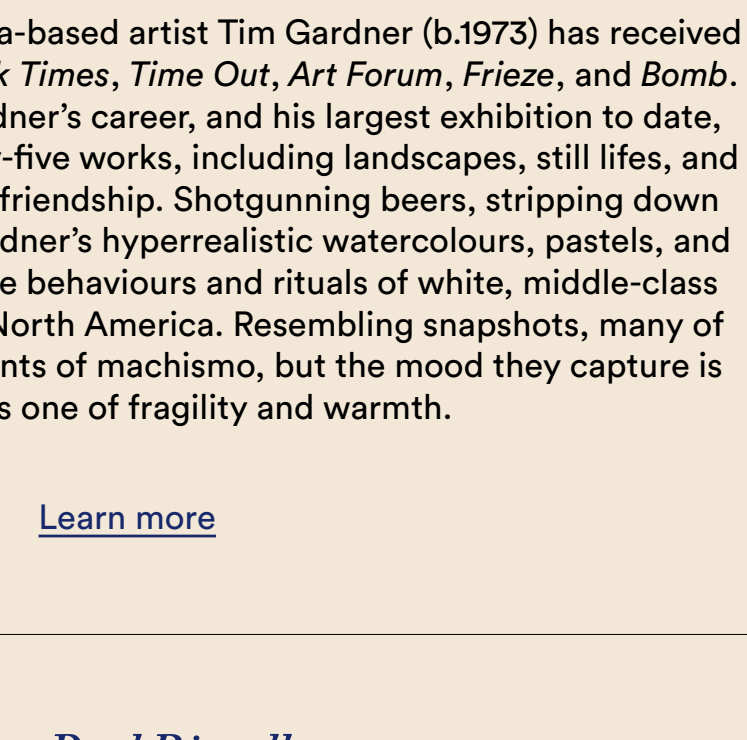 a-based artist Tim Gardner (b.1973) has received
k Times, Time Out, Art Forum, Frieze, and Bomb.
dner’s career, and his largest exhibition to date,
-five works, including landscapes, still lifes, and
friendship. Shotgunning beers, stripping down
dner’s hyperrealistic watercolours, pastels, and
e behaviours and rituals of white, middle-class
North America. Resembling snapshots, many of
nts of machismo, but the mood they capture is
s one of fragility and warmth.
Learn more